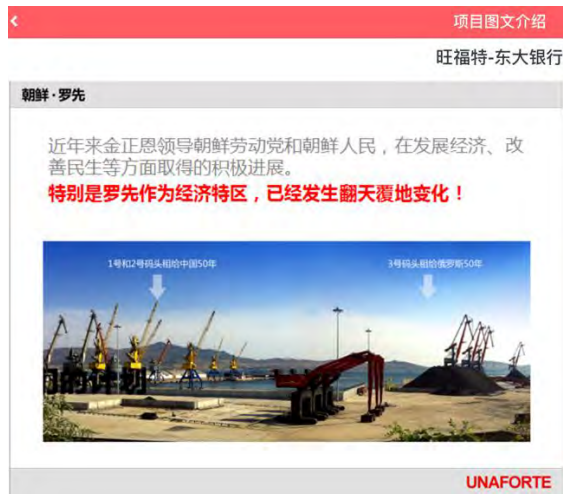 项目图文介绍
旺福特-东大银行
朝鲜·罗先
近年来金正恩领导朝鲜劳动党和朝鲜人民，在发展经济、改
善民生等方面取得的积极进展。
特别是罗先作为经济特区，已经发生翻天覆地变化！
1号和2号码头租给中国50年
3号码头租给俄罗斯50年
的计划
UNAFORTE